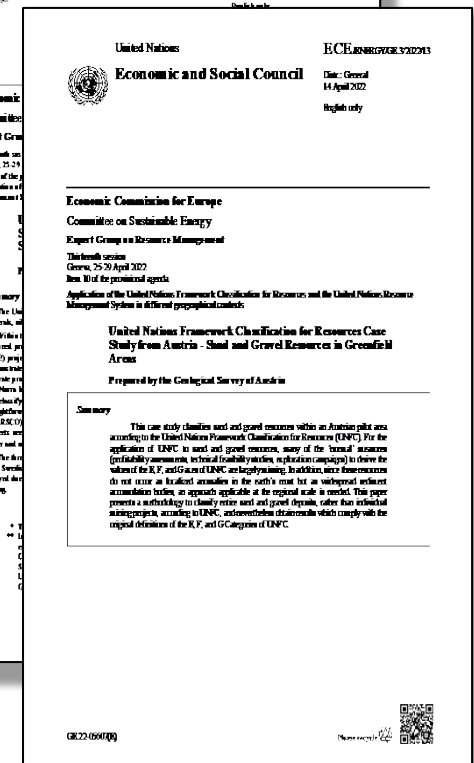 English only
United Nations
ECE/ENERGY/GE.3/2022/13
Economic and Social Council
Distr.: General
14 April 2022
English only
Economic Commission for Europe
Committee on Sustainable Energy
Expert Group on Resource Management
Thirteenth session
Geneva, 25-29 April 2022
Item 10 of the provisional agenda
Application of the United Nations Framework Classification for Resources and the United Nations Resource
Management System in different geographical contexts
United Nations Framework Classification for Resources Case
Study from Austria - Sand and Gravel Resources in Greenfield
Areas
Prepared by the Geological Survey of Austria
Summary
This case study classifies sand and gravel resources within an Austrian pilot area
according to the United Nations Framework Classification for Resources (UNFC). For the
application of UNFC to sand and gravel resources, many of the 'normal' measures
(profitability assessments, technical feasibility studies, exploration campaigns) to derive the
values of the E, F, and G axes of UNFC are largely missing. In addition, since these resources
do not occur as localized anomalies in the earth's crust but as widespread sediment
accumulation bodies, an approach applicable at the regional scale is needed. This paper
presents a methodology to classify entire sand and gravel deposits, rather than individual
mining projects, according to UNFC, and nevertheless obtain results which comply with the
original definitions of the E, F, and G Categories of UNFC.
GE.22-05607(E)
Please recycle